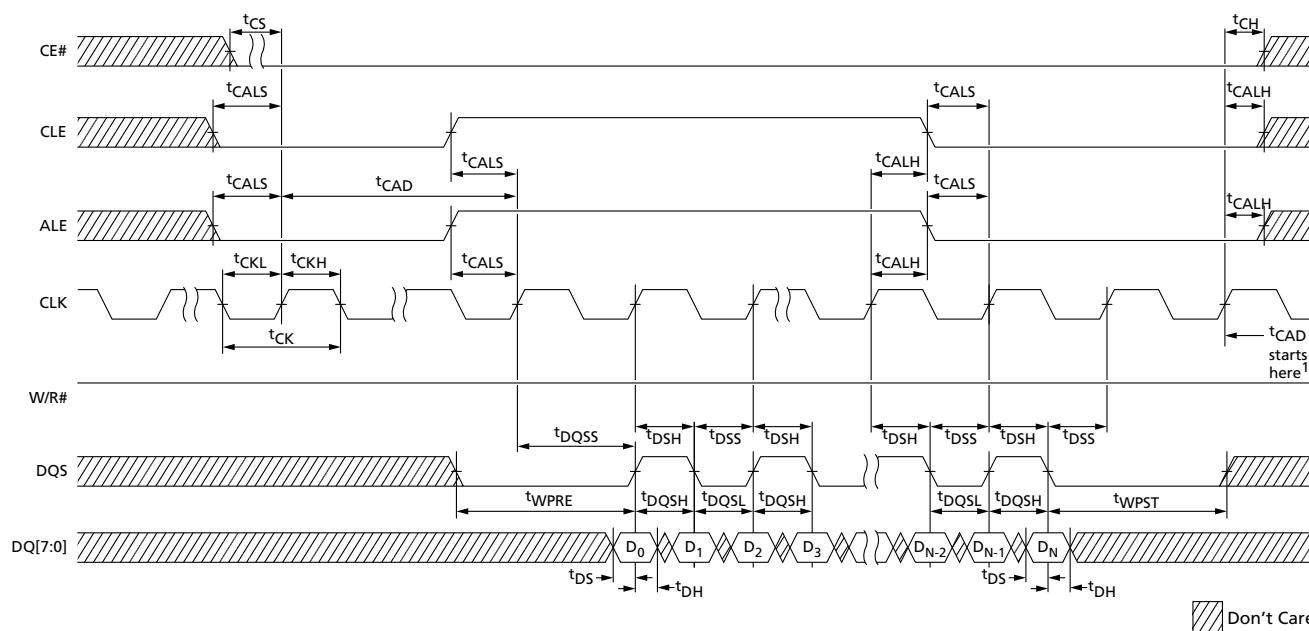 tCS
tCH
CE#
tCALS
tCALS
tCALH
CLE
tCALS
tCALH
tCALS
tCAD
tCALS
tCALH
ALE
tCKL
tCKH
tCALS
tCALH
CLK
tCK
tCAD
starts
here1
W/R#
tDQSS
tDSH
tDSS
tDSH
tDSH
tDSS
tDSH
tDSS
DQS
tWPRE
tDQSH
tDQSL
tDQSH
tDQSL
tDQSH
tWPST
DQ[7:0]
D0
D1
D2
D3
DN-2
DN-1
DN
tDS
tDH
tDS
tDH
Don't Care